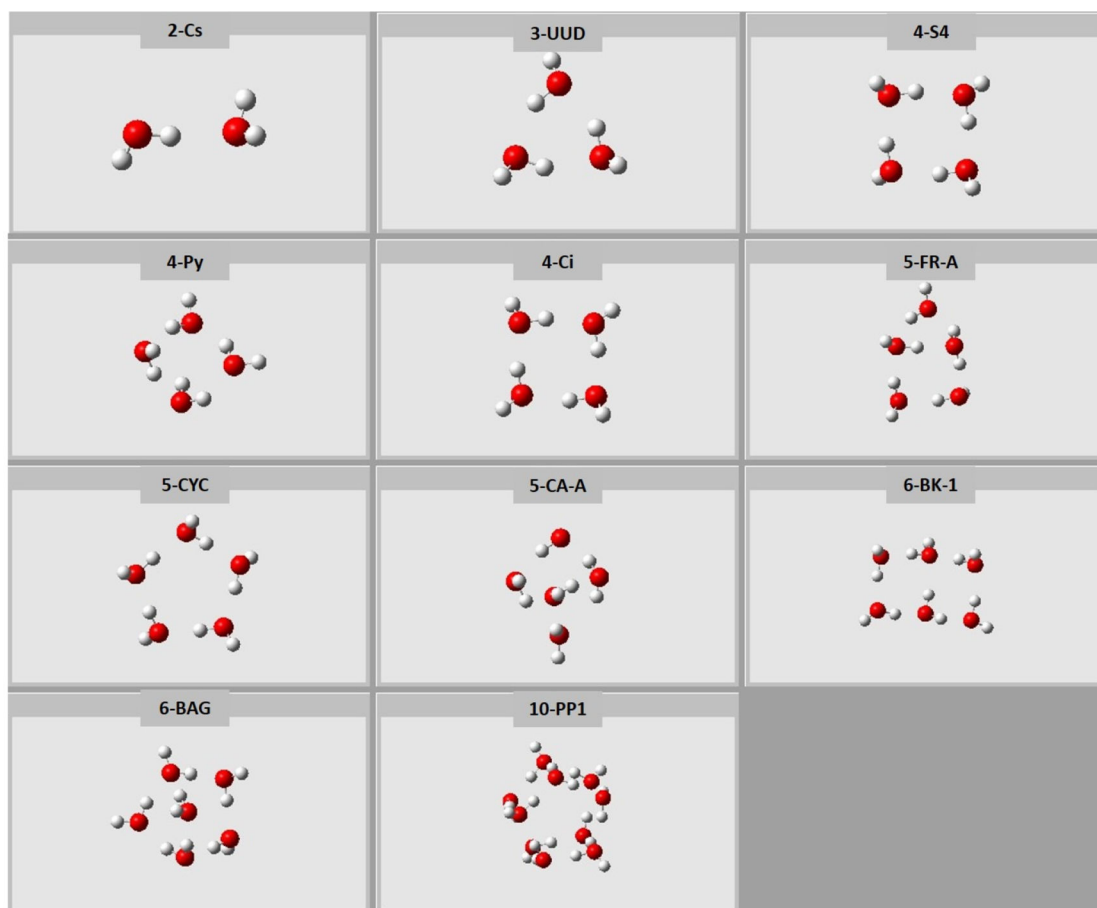 2-Cs
3-UUD
4-S4
4-Py
4-Ci
5-FR-A
5-CYC
5-CA-A
6-BK-1
6-BAG
10-PP1